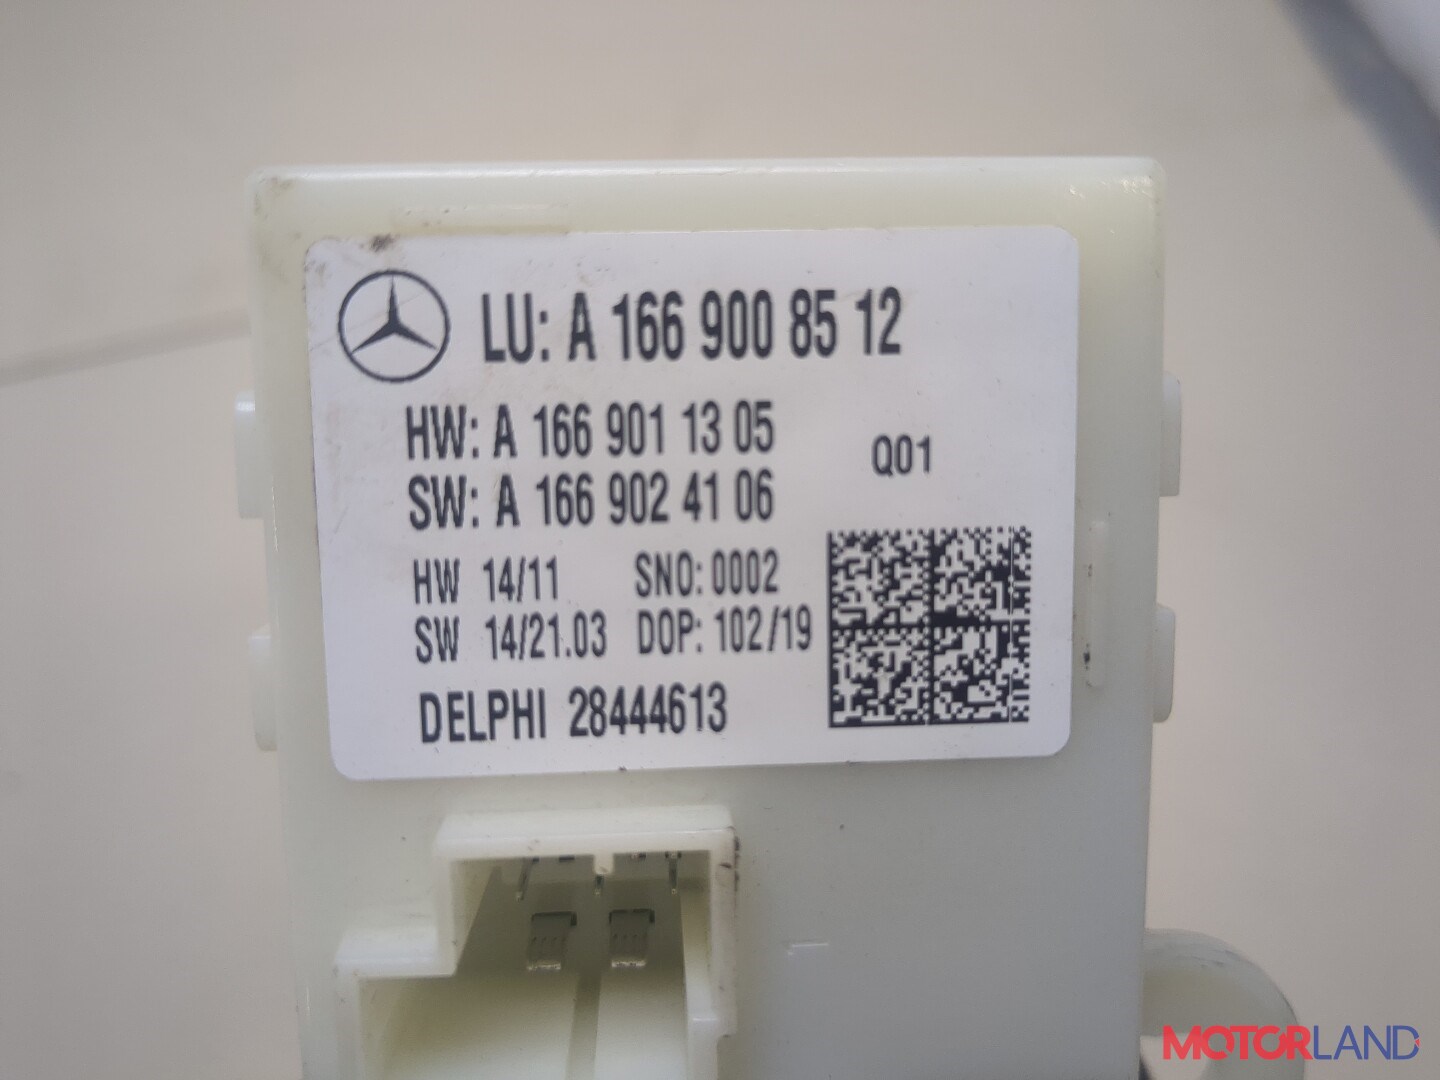 LU: A 166 900 85 12
HW: A 166 901 13 05
Q01
SW: A 166 902 41 06
HW 14/11 SNO: 0002
SW 14/21.03 DOP: 102/19
DELPHI 28444613
MOTORLAND